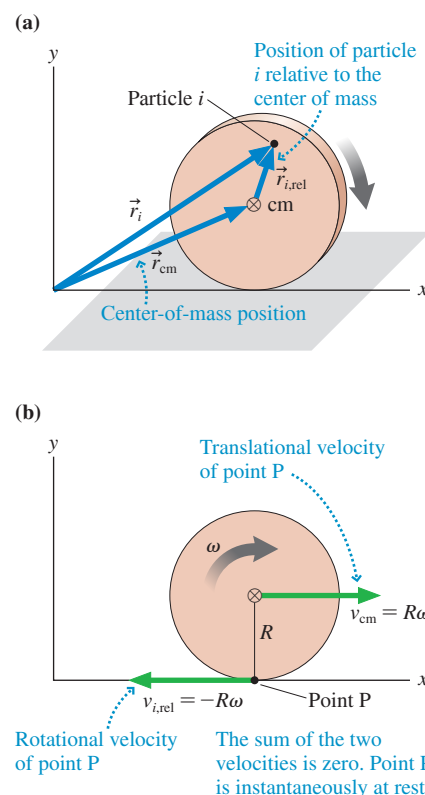 (a)
y
Position of particle
i relative to the
center of mass
Particle i
r⃗i,rel
cm
r⃗i
r⃗cm
Center-of-mass position
x
(b)
y
Translational velocity
of point P
ω
vcm = Rω
R
x
vi,rel = −Rω
Point P
Rotational velocity
of point P
The sum of the two
velocities is zero. Point P
is instantaneously at rest